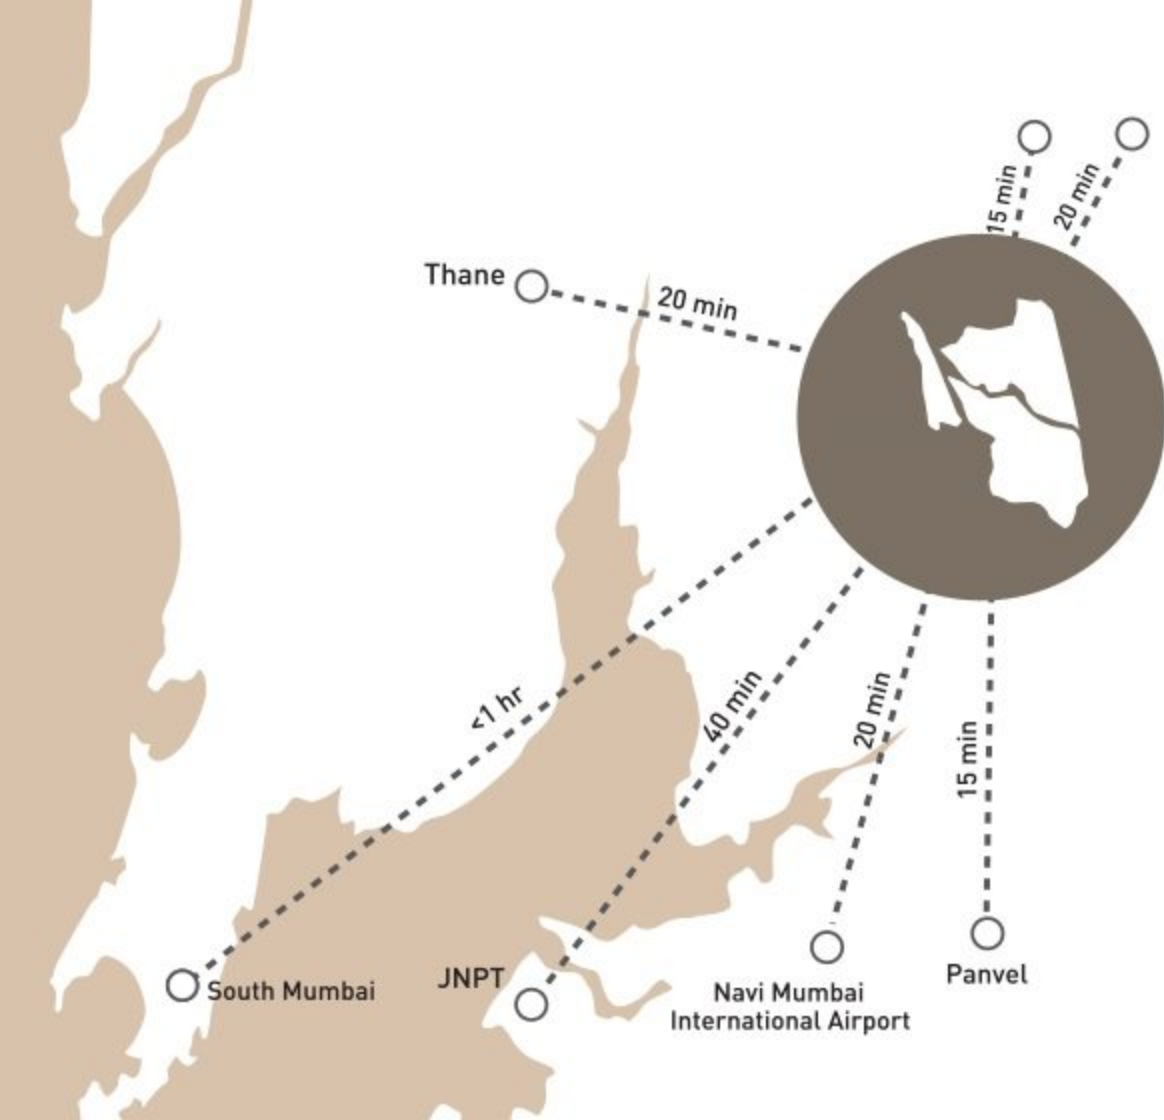 15 min
20 min
Thane
20 min
<1 hr
40 min
20 min
15 min
South Mumbai
JNPT
Navi Mumbai
International Airport
Panvel